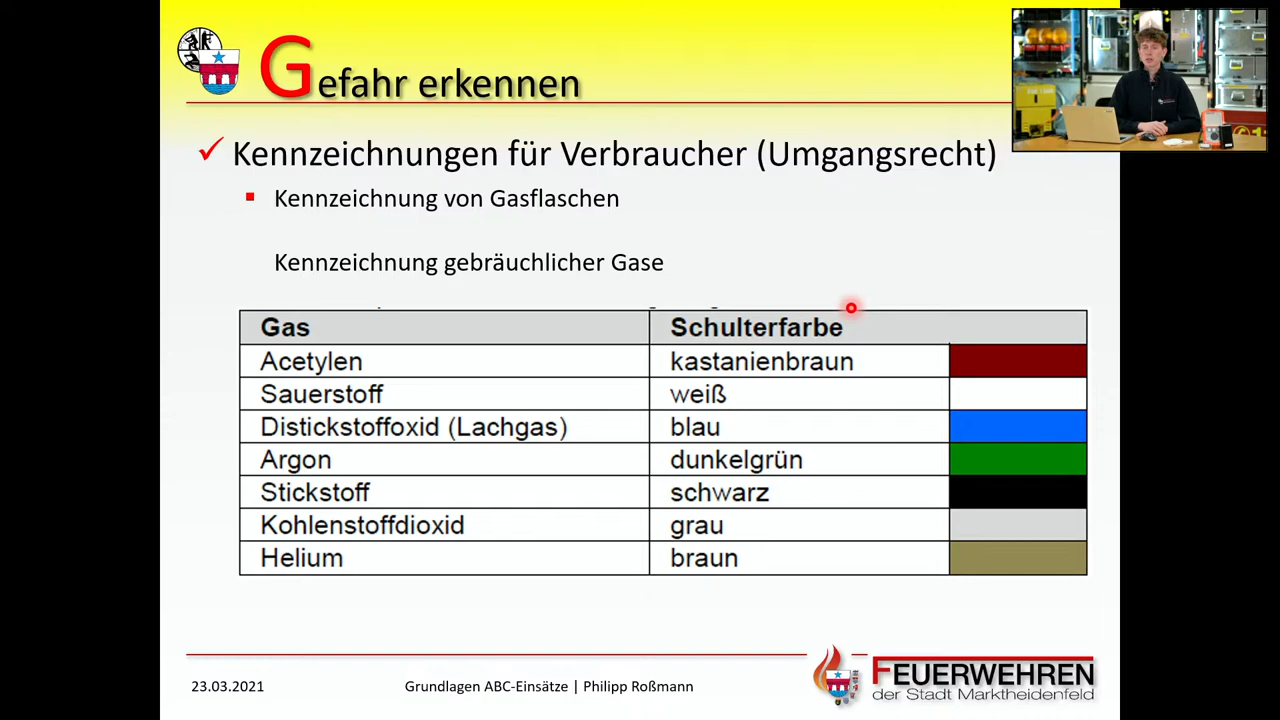 Gefahr erkennen
Kennzeichnungen für Verbraucher (Umgangsrecht)
Kennzeichnung von Gasflaschen
Kennzeichnung gebräuchlicher Gase
Gas Schulterfarbe
Acetylen kastanienbraun
Sauerstoff weiß
Distickstoffoxid (Lachgas) blau
Argon dunkelgrün
Stickstoff schwarz
Kohlenstoffdioxid grau
Helium braun
23.03.2021 Grundlagen ABC-Einsätze | Philipp Roßmann
FEUERWEHREN
der Stadt Marktheidenfeld